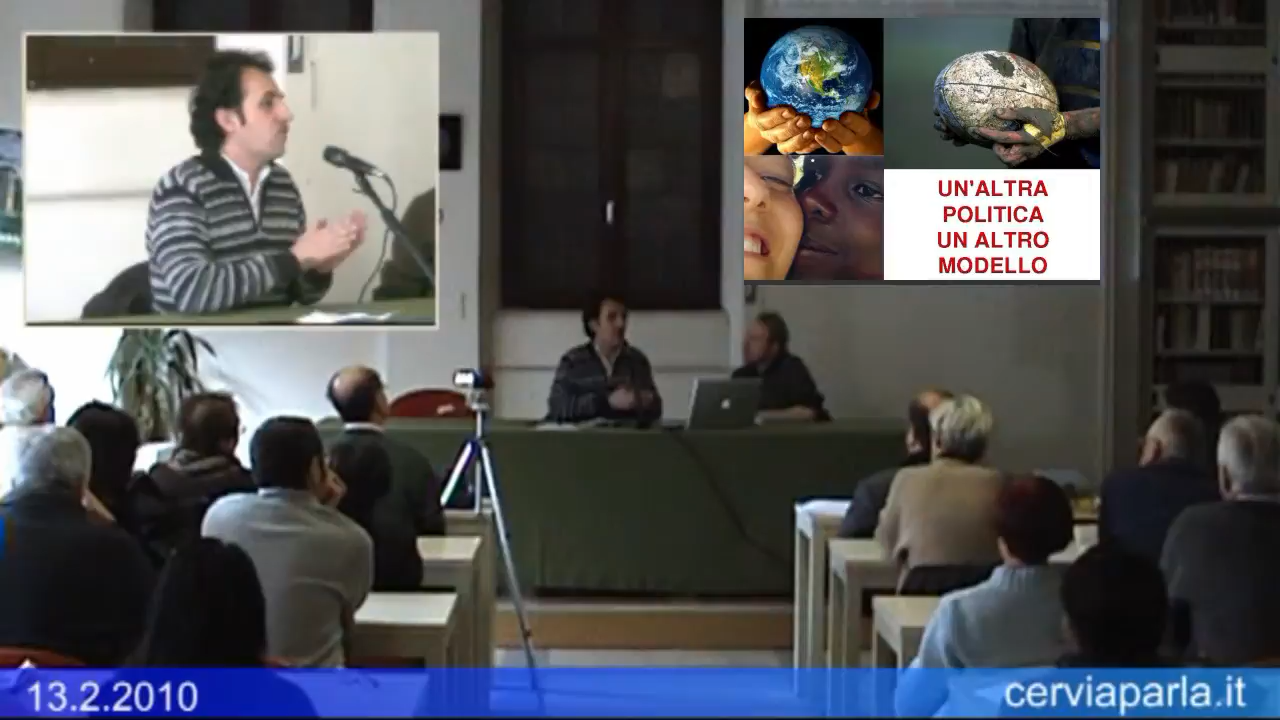 UN'ALTRA
POLITICA
UN ALTRO
MODELLO
13.2.2010
cerviaparla.it